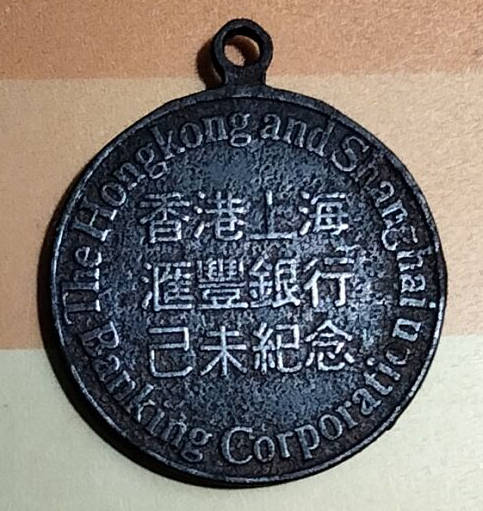 The Hongkong and Shanghai
Banking Corporation
香港上海
滙豐銀行
己未紀念